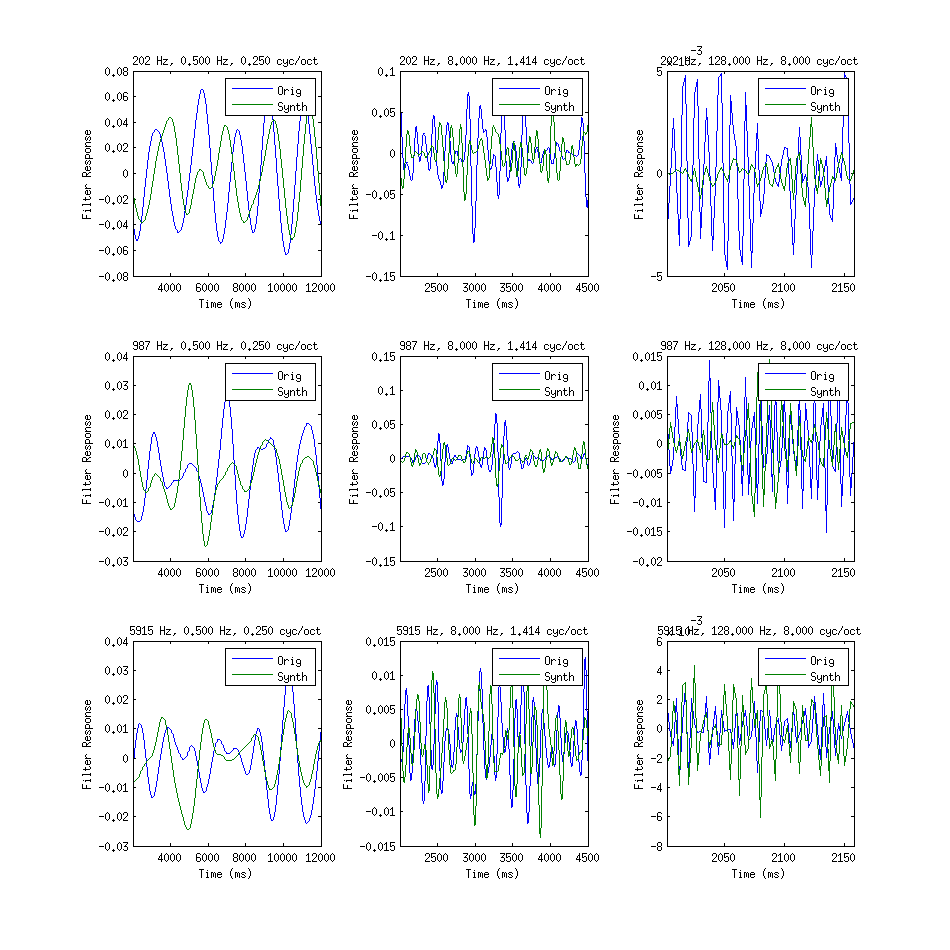 202 Hz, 0.500 Hz, 0.250 cyc/oct
0.08
0.06
0.04
0.02
0
-0.02
-0.04
-0.06
-0.08
Filter Response
Orig
Synth
4000 6000 8000 10000 12000
Time (ms)
202 Hz, 8.000 Hz, 1.414 cyc/oct
0.1
0.05
0
-0.05
-0.1
-0.15
Filter Response
Orig
Synth
2500 3000 3500 4000 4500
Time (ms)
-3
Hz, 128.000 Hz, 8.000 cyc/oct
5
0
-5
Filter Response
Orig
Synth
2050 2100 2150
Time (ms)
987 Hz, 0.500 Hz, 0.250 cyc/oct
0.04
0.03
0.02
0.01
0
-0.01
-0.02
-0.03
Filter Response
Orig
Synth
4000 6000 8000 10000 12000
Time (ms)
987 Hz, 8.000 Hz, 1.414 cyc/oct
0.15
0.1
0.05
0
-0.05
-0.1
-0.15
Filter Response
Orig
Synth
2500 3000 3500 4000 4500
Time (ms)
987 Hz, 128.000 Hz, 8.000 cyc/oct
0.015
0.01
0.005
0
-0.005
-0.01
-0.015
-0.02
Filter Response
Orig
Synth
2050 2100 2150
Time (ms)
5915 Hz, 0.500 Hz, 0.250 cyc/oct
0.04
0.03
0.02
0.01
0
-0.01
-0.02
-0.03
Filter Response
Orig
Synth
4000 6000 8000 10000 12000
Time (ms)
5915 Hz, 8.000 Hz, 1.414 cyc/oct
0.015
0.01
0.005
0
-0.005
-0.01
-0.015
Filter Response
Orig
Synth
2500 3000 3500 4000 4500
Time (ms)
-3
5915 Hz, 128.000 Hz, 8.000 cyc/oct
6
4
2
0
-2
-4
-6
-8
Filter Response
Orig
Synth
2050 2100 2150
Time (ms)